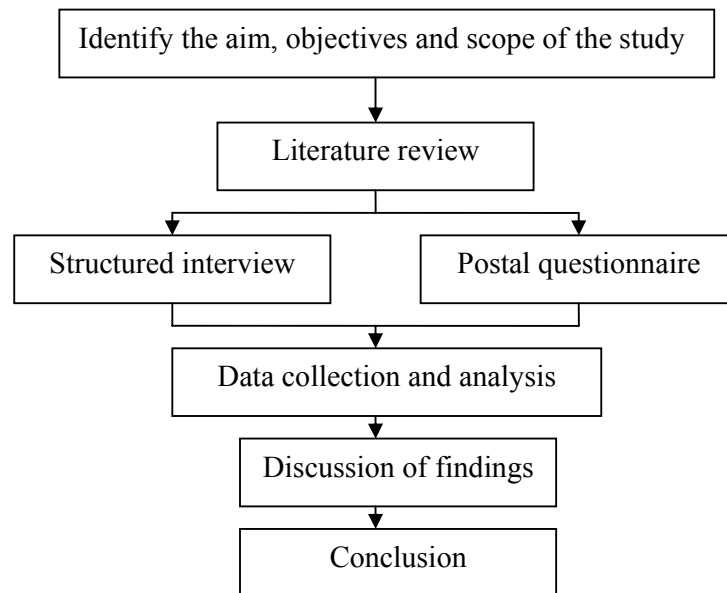 Identify the aim, objectives and scope of the study
Literature review
Structured interview
Postal questionnaire
Data collection and analysis
Discussion of findings
Conclusion